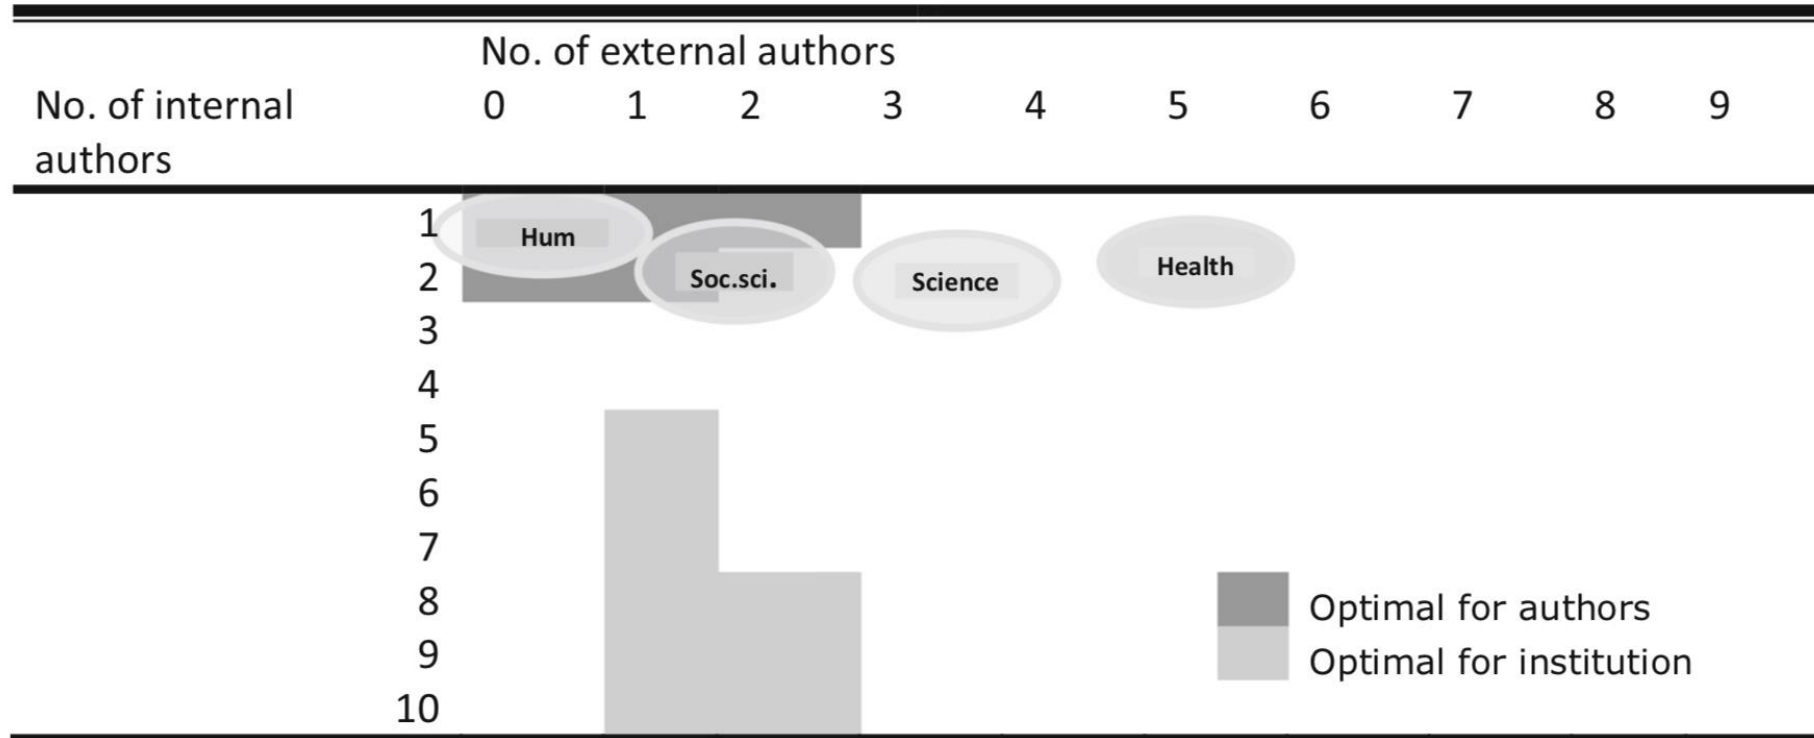 No. of external authors
No. of internal authors 0 1 2 3 4 5 6 7 8 9
1 Hum
2 Soc.sci. Science Health
3
4
5
6
7
8 Optimal for authors
9 Optimal for institution
10